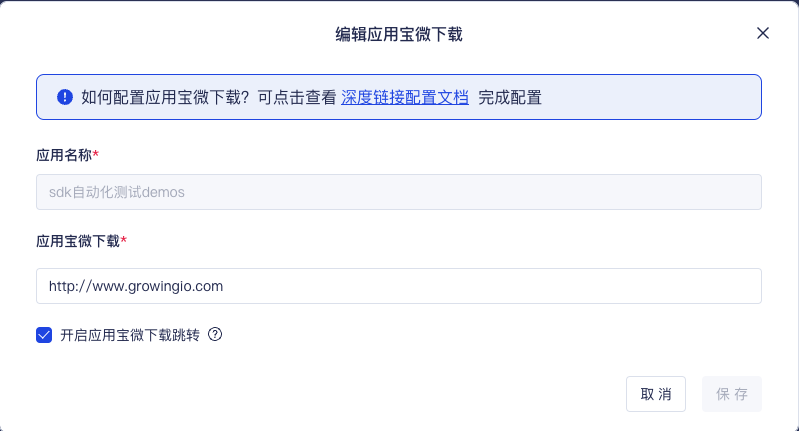 编辑应用宝微下载
如何配置应用宝微下载？可点击查看 深度链接配置文档 完成配置
应用名称*
sdk自动化测试demos
应用宝微下载*
http://www.growingio.com
开启应用宝微下载跳转
取 消
保 存